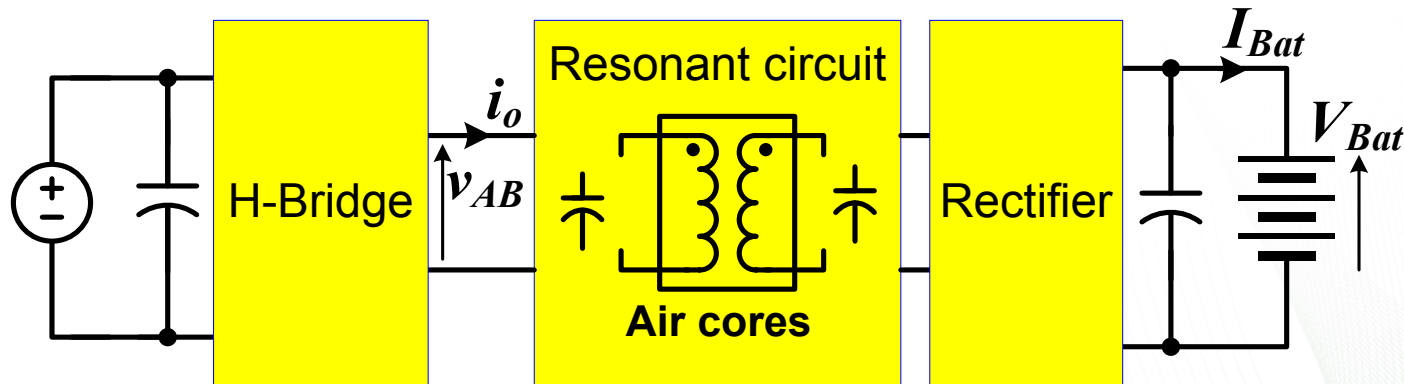 H-Bridge
i_o
v_AB
Resonant circuit
Air cores
Rectifier
I_Bat
V_Bat
+
−